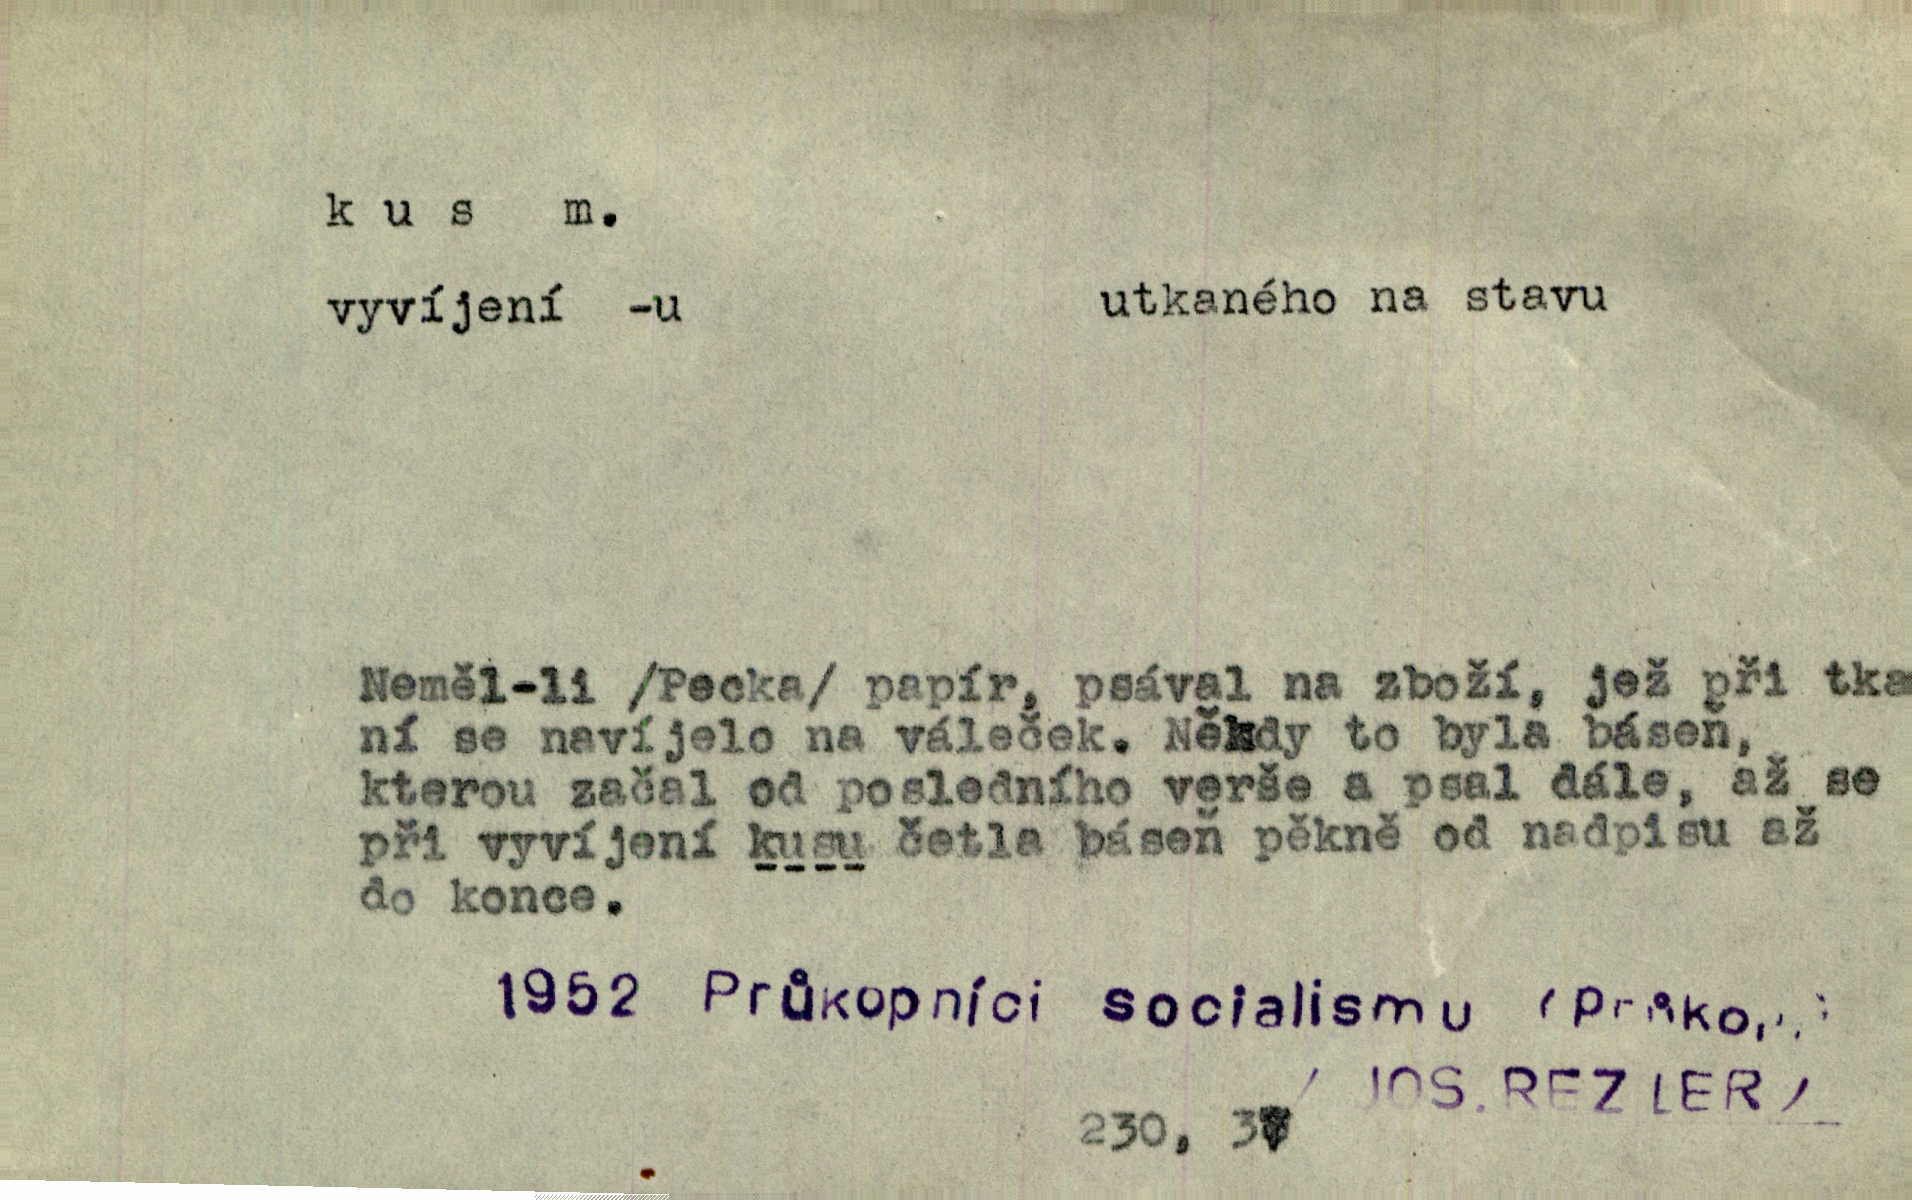 kus m.
vyvíjení -u utkaného na stavu
Neměl-li /Pecka/ papír, psával na zboží, jež při tka
ní se navíjelo na váleček. Někdy to byla báseň,
kterou začal od posledního verše a psal dále, až se
při vyvíjení kusu četla báseň pěkně od nadpisu až
do konce.
1952 Průkopníci socialismu
/ JOS. REZLER /
230,